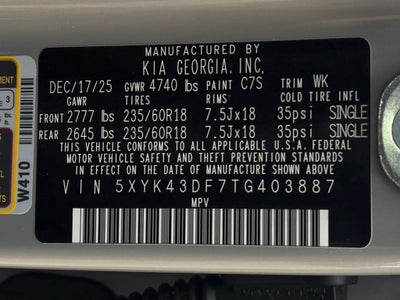 MANUFACTURED BY
KIA GEORGIA, INC.
DEC/17/25 GVWR 4740 lbs PAINT C7S TRIM WK
GAWR TIRES RIMS COLD TIRE INFL
FRONT 2777 lbs 235/60R18 7.5Jx18 35psi SINGLE
REAR 2645 lbs 235/60R18 7.5Jx18 35psi SINGLE
THIS VEHICLE CONFORMS TO ALL APPLICABLE U.S.A. FEDERAL
MOTOR VEHICLE SAFETY AND THEFT PREVENTION STANDARDS
IN EFFECT ON THE DATE OF MANUFACTURE SHOWN ABOVE.
VIN 5XYK43DF7TG403887
MPV
W410
3